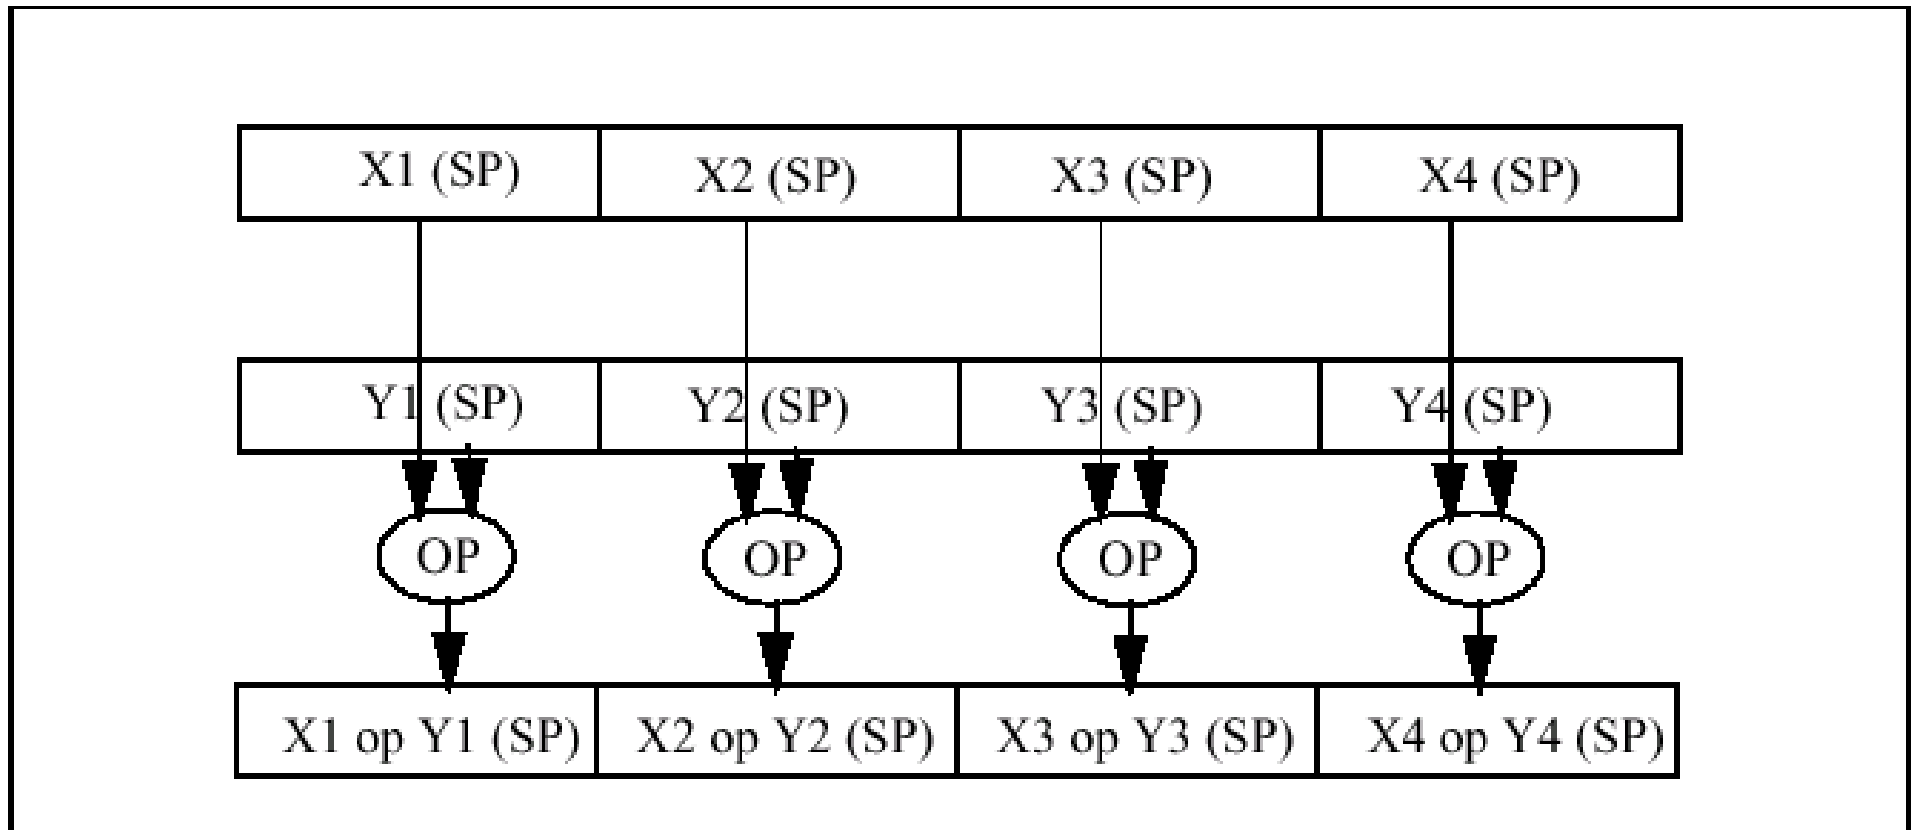 X1 (SP) X2 (SP) X3 (SP) X4 (SP)
Y1 (SP) Y2 (SP) Y3 (SP) Y4 (SP)
OP OP OP OP
X1 op Y1 (SP) X2 op Y2 (SP) X3 op Y3 (SP) X4 op Y4 (SP)